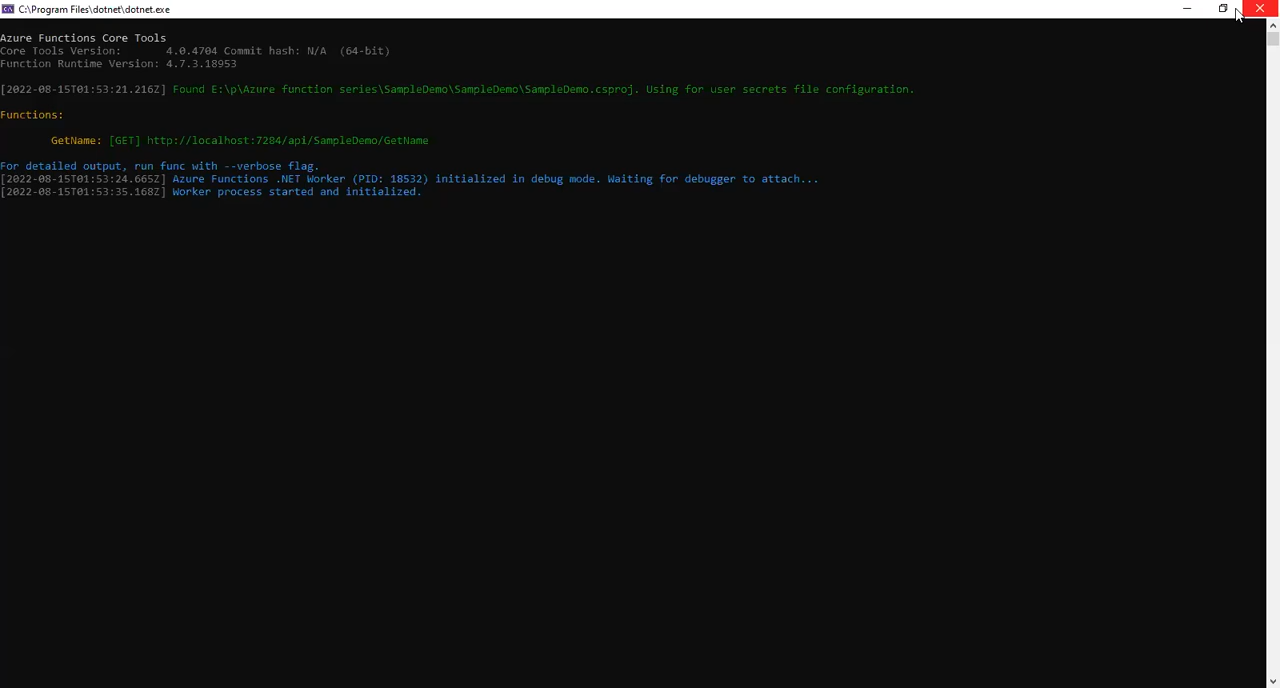 C:\Program Files\dotnet\dotnet.exe
Azure Functions Core Tools
Core Tools Version:       4.0.4704 Commit hash: N/A  (64-bit)
Function Runtime Version: 4.7.3.18953
[2022-08-15T01:53:21.216Z] Found E:\p\Azure function series\SampleDemo\SampleDemo\SampleDemo.csproj. Using for user secrets file configuration.
Functions:
GetName: [GET] http://localhost:7284/api/SampleDemo/GetName
For detailed output, run func with --verbose flag.
[2022-08-15T01:53:24.665Z] Azure Functions .NET Worker (PID: 18532) initialized in debug mode. Waiting for debugger to attach...
[2022-08-15T01:53:35.168Z] Worker process started and initialized.